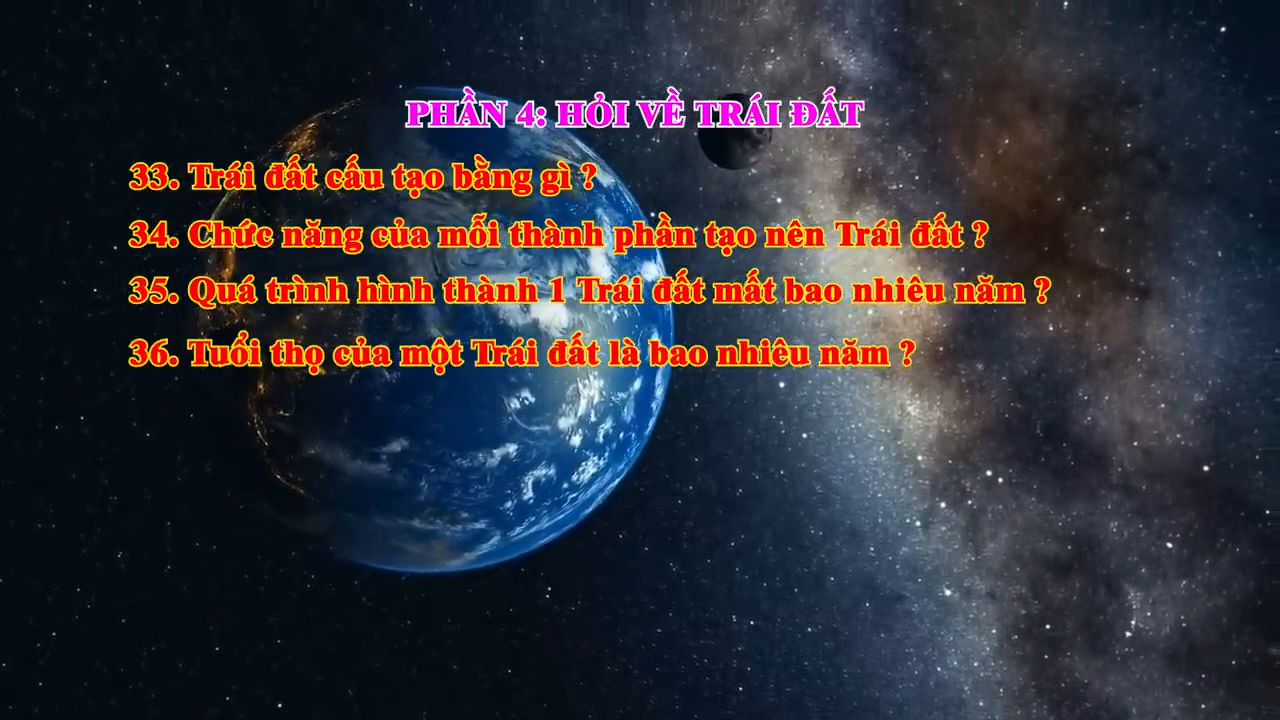 PHẦN 4: HỎI VỀ TRÁI ĐẤT
33. Trái đất cấu tạo bằng gì ?
34. Chức năng của mỗi thành phần tạo nên Trái đất ?
35. Quá trình hình thành 1 Trái đất mất bao nhiêu năm ?
36. Tuổi thọ của một Trái đất là bao nhiêu năm ?